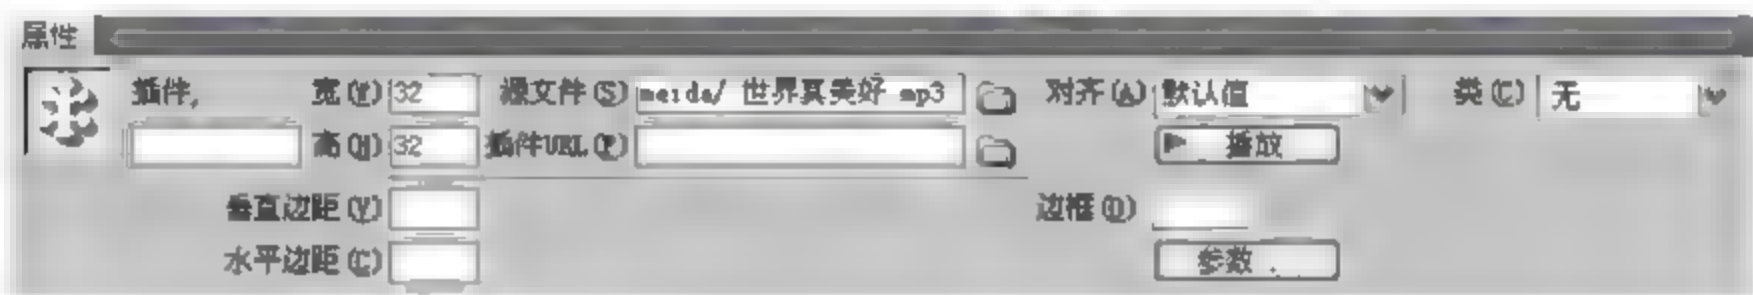 属性
插件, 宽(W) 32 源文件(S) meida/ 世界真美好 mp3 对齐(A) 默认值 类(C) 无
高(H) 32 插件URL(P) 播放
垂直边距(V) 边框(B)
水平边距 参数